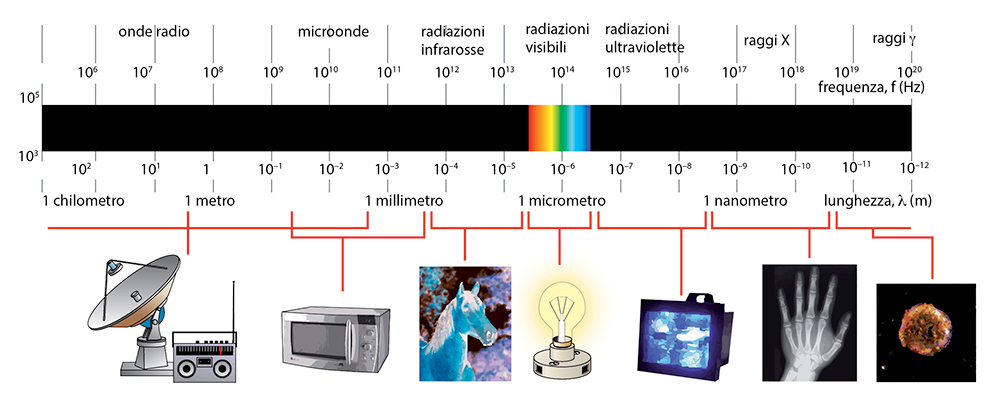 onde radio microonde radiazioni infrarosse radiazioni visibili radiazioni ultraviolette raggi X raggi γ
10⁶ 10⁷ 10⁸ 10⁹ 10¹⁰ 10¹¹ 10¹² 10¹³ 10¹⁴ 10¹⁵ 10¹⁶ 10¹⁷ 10¹⁸ 10¹⁹ 10²⁰
frequenza, f (Hz)
10⁵
10³
10² 10¹ 1 10⁻¹ 10⁻² 10⁻³ 10⁻⁴ 10⁻⁵ 10⁻⁶ 10⁻⁷ 10⁻⁸ 10⁻⁹ 10⁻¹⁰ 10⁻¹¹ 10⁻¹²
1 chilometro 1 metro 1 millimetro 1 micrometro 1 nanometro lunghezza, λ (m)